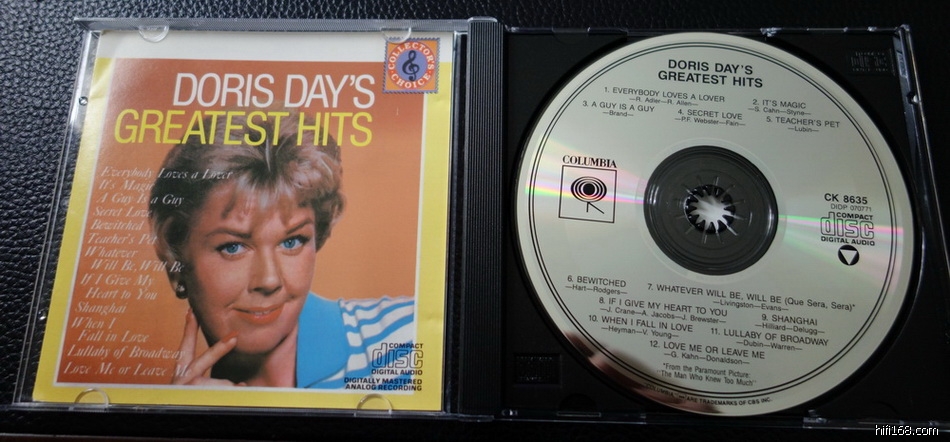 COLLECTOR'S CHOICE
DORIS DAY'S
GREATEST HITS
Everybody Loves a Lover
It's Magic
A Guy Is a Guy
Secret Love
Bewitched
Teacher's Pet
Whatever
Will Be, Will Be
If I Give My
Heart to You
Shanghai
When I
Fall in Love
Lullaby of Broadway
Love Me or Leave Me
COMPACT
disc
DIGITAL AUDIO
DIGITALLY MASTERED
ANALOG RECORDING
DORIS DAY'S
GREATEST HITS
1. EVERYBODY LOVES A LOVER
—R. Adler—R. Allen—
2. IT'S MAGIC
—S. Cahn—Styne—
3. A GUY IS A GUY
—Brand—
4. SECRET LOVE
—P.F. Webster—Fain—
5. TEACHER'S PET
—Lubin—
COLUMBIA
CK 8635
DIDP 070771
COMPACT
disc
DIGITAL AUDIO
6. BEWITCHED
—Hart—Rodgers—
7. WHATEVER WILL BE, WILL BE (Que Sera, Sera)*
—Livingston—Evans—
8. IF I GIVE MY HEART TO YOU
—J. Crane—A. Jacobs—J. Brewster—
9. SHANGHAI
—Hilliard—Delugg—
10. WHEN I FALL IN LOVE
—Heyman—V. Young—
11. LULLABY OF BROADWAY
—Dubin—Warren—
12. LOVE ME OR LEAVE ME
—G. Kahn—Donaldson—
*From the Paramount Picture:
"The Man Who Knew Too Much"
ARE TRADEMARKS OF CBS INC.
hifi168.com